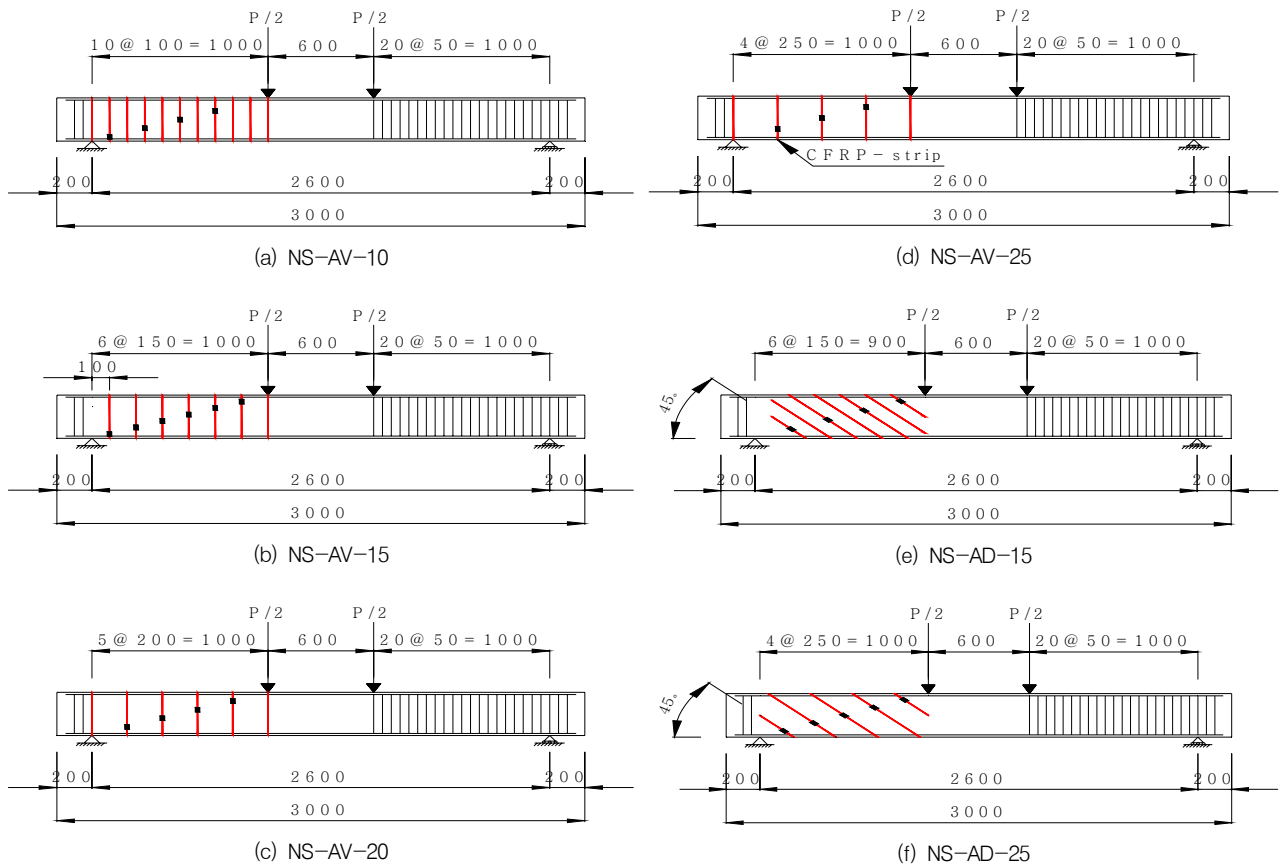 P/2 P/2
10@100=1000 600 20@50=1000
200 2600 200
3000
(a) NS-AV-10
P/2 P/2
4@250=1000 600 20@50=1000
CFRP-strip
200 2600 200
3000
(d) NS-AV-25
P/2 P/2
6@150=1000 600 20@50=1000
100
200 2600 200
3000
(b) NS-AV-15
P/2 P/2
6@150=900 600 20@50=1000
45°
200 2600 200
3000
(e) NS-AD-15
P/2 P/2
5@200=1000 600 20@50=1000
200 2600 200
3000
(c) NS-AV-20
P/2 P/2
4@250=1000 600 20@50=1000
45°
200 2600 200
3000
(f) NS-AD-25